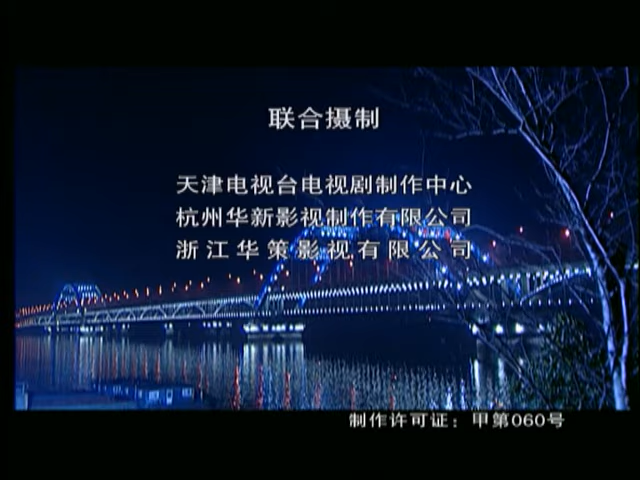 联合摄制
天津电视台电视剧制作中心
杭州华新影视制作有限公司
浙江华策影视有限公司
制作许可证：甲第060号